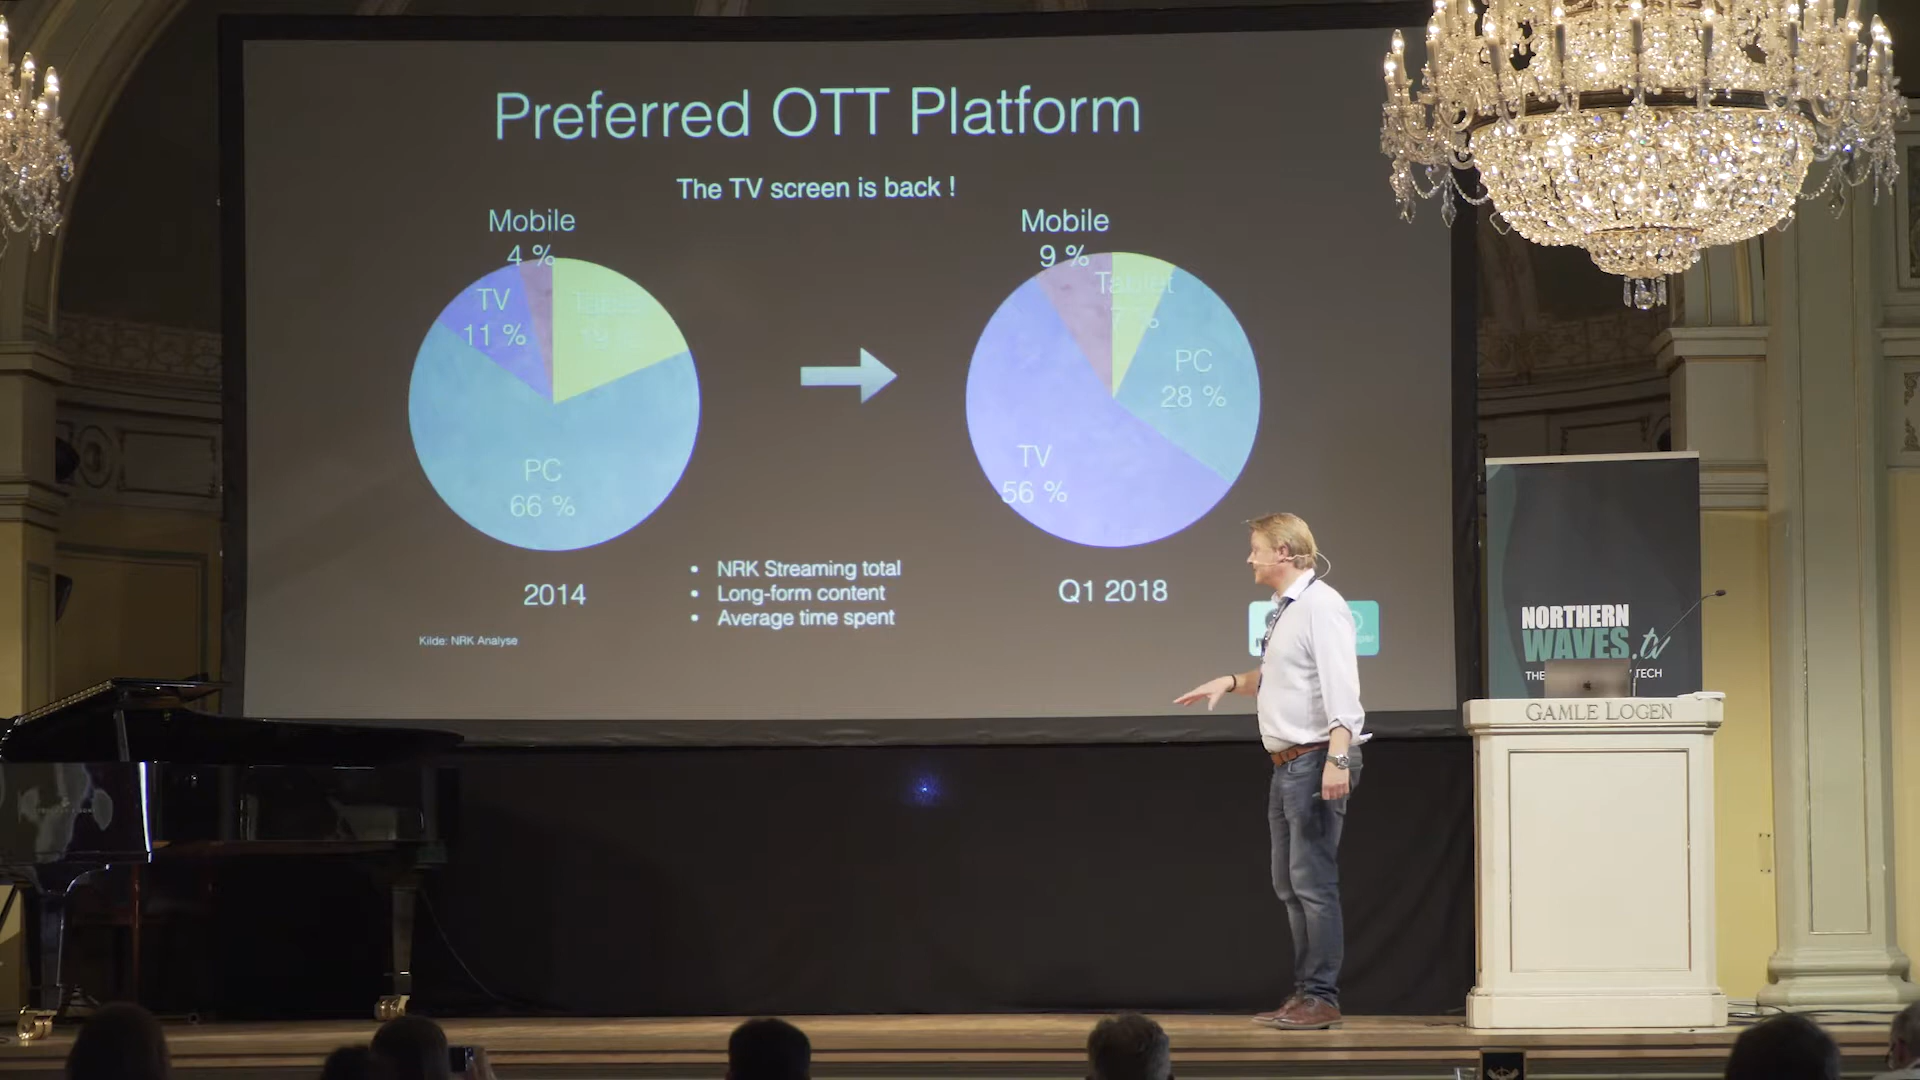 Preferred OTT Platform
The TV screen is back !
Mobile
4 %
TV
11 %
PC
66 %
2014
Mobile
9 %
Tablet
PC
28 %
TV
56 %
Q1 2018
• NRK Streaming total
• Long-form content
• Average time spent
Kilde: NRK Analyse
NORTHERN
WAVES.tv
THE
TECH
GAMLE LOGEN